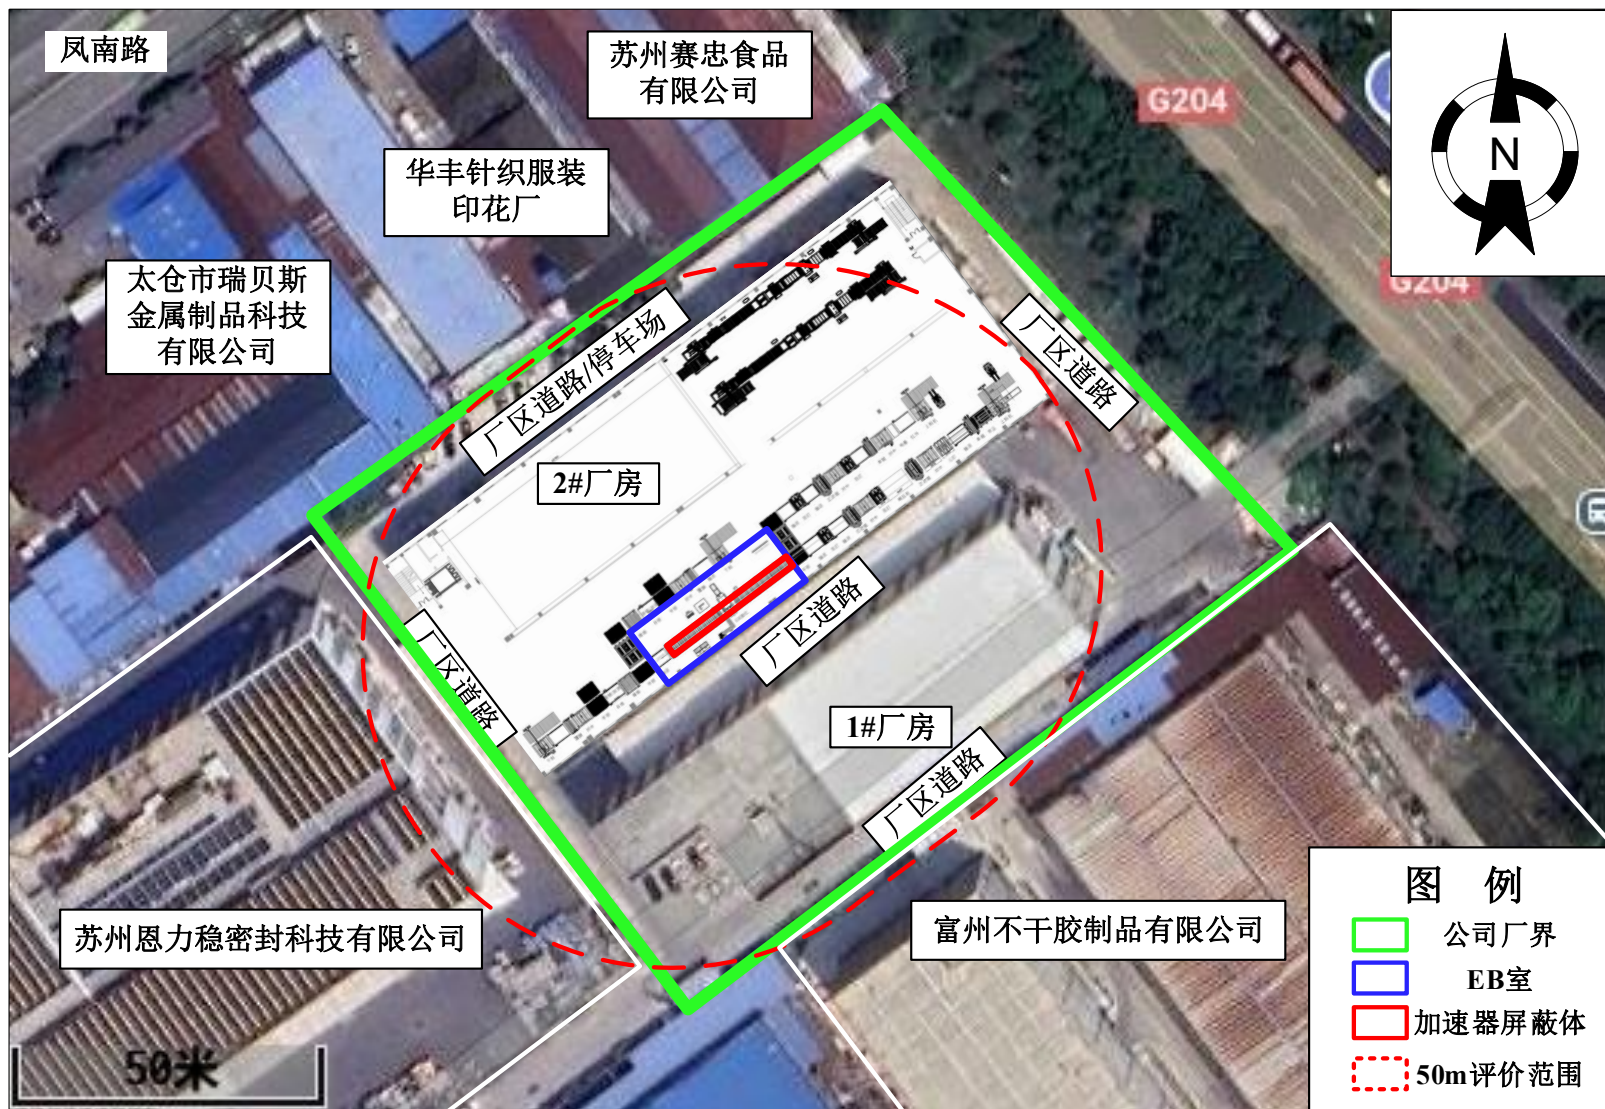 凤南路
苏州赛忠食品
有限公司
G204
华丰针织服装
印花厂
N
太仓市瑞贝斯
金属制品科技
有限公司
G204
厂区道路/停车场
厂区道路
2#厂房
厂区道路
厂区道路
1#厂房
厂区道路
苏州恩力稳密封科技有限公司
富州不干胶制品有限公司
50米
图 例
公司厂界
EB室
加速器屏蔽体
50m评价范围